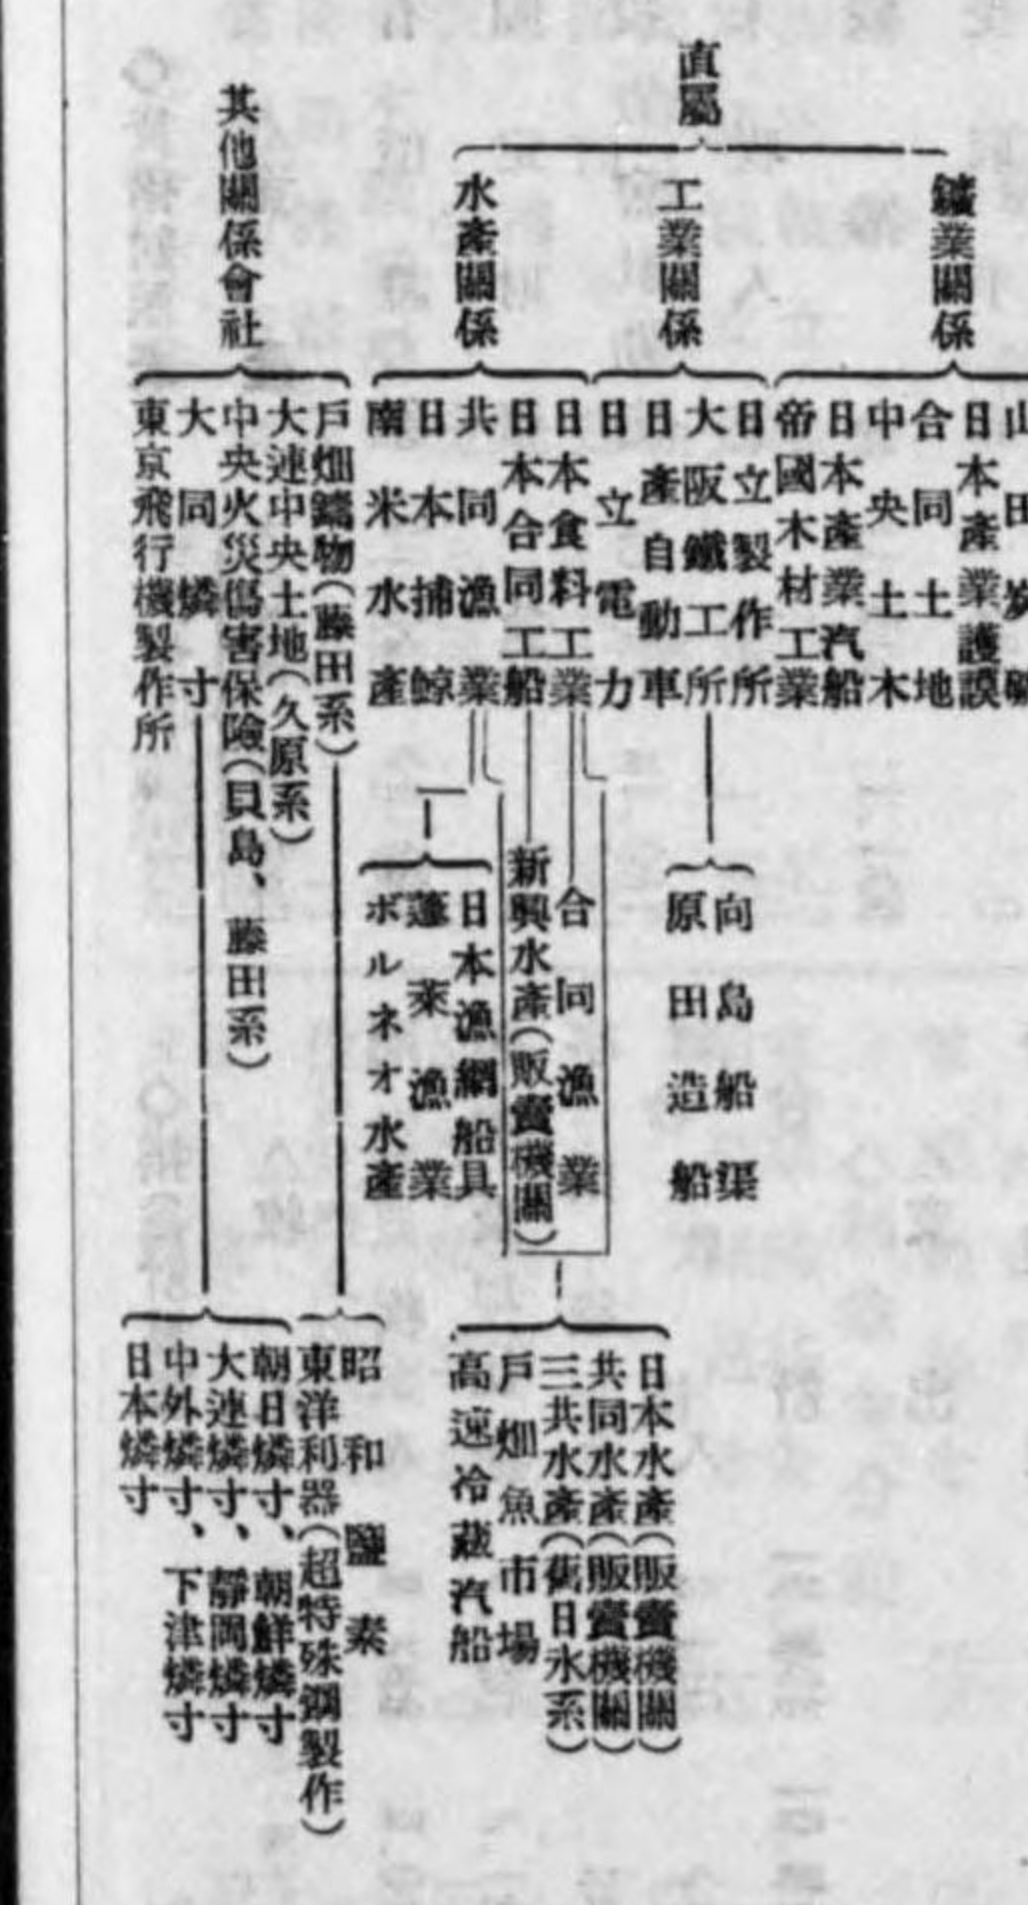 直屬
鑛業關係
山田炭礦
日本產業護謨
合同土地
中央土木
日本產業汽船
帝國木材工業
工業關係
日立製作所
大阪鐵工所
向島船渠
原田造船
日產自動車
日立電力
水產關係
日本食料工業
合同漁業
日本合同工船
新興水產(販賣機關)
日本水產(販賣機關)
共同水產(販賣機關)
三共水產(舊日氷系)
戶畑魚市場
高速冷藏汽船
共同漁業
日本漁網船具
蓬萊漁業
ボルネオ水產
日本捕鯨
南米水產
其他關係會社
戶畑鑄物(藤田系)
昭和鹽素
東洋利器(超特殊鋼製作)
大連中央土地(久原系)
中央火災傷害保險(貝島、藤田系)
大同燐寸
朝日燐寸、朝鮮燐寸
大連燐寸、靜岡燐寸
中外燐寸、下津燐寸
日本燐寸
東京飛行機製作所